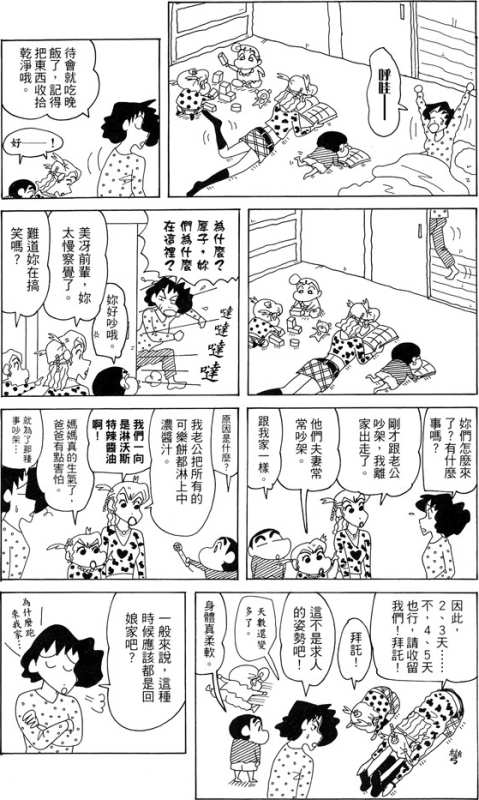 呼哇——
待會就吃晚
飯了，記得
把東西收拾
乾淨哦。
好——！
為什麼？
厚子，妳
們為什麼
在這裡？
噠
噠
噠
噠
妳好吵哦。
美冴前輩，妳
太慢察覺了。
難道妳在搞
笑嗎？
妳們怎麼來
了？有什麼
事嗎？
剛才跟老公
吵架，我離
家出走了。
他們夫妻常
常吵架。
跟我家一樣。
原因是什麼？
我老公把所有的
可樂餅都淋上中
濃醬汁
我們一向
是淋沃斯
特辣醬油
啊！
媽媽真的生氣了，
爸爸有點害怕。
就為了那種
事吵架…
因此，
2、3天……
不，4、5天
也行，請收留
我們！拜託！
拜託！
彎
這不是求人
的姿勢吧！
天數還變
多了。
身體真柔軟。
一般來說，這種
時候應該都是回
娘家吧？
為什麼跑
來我家…